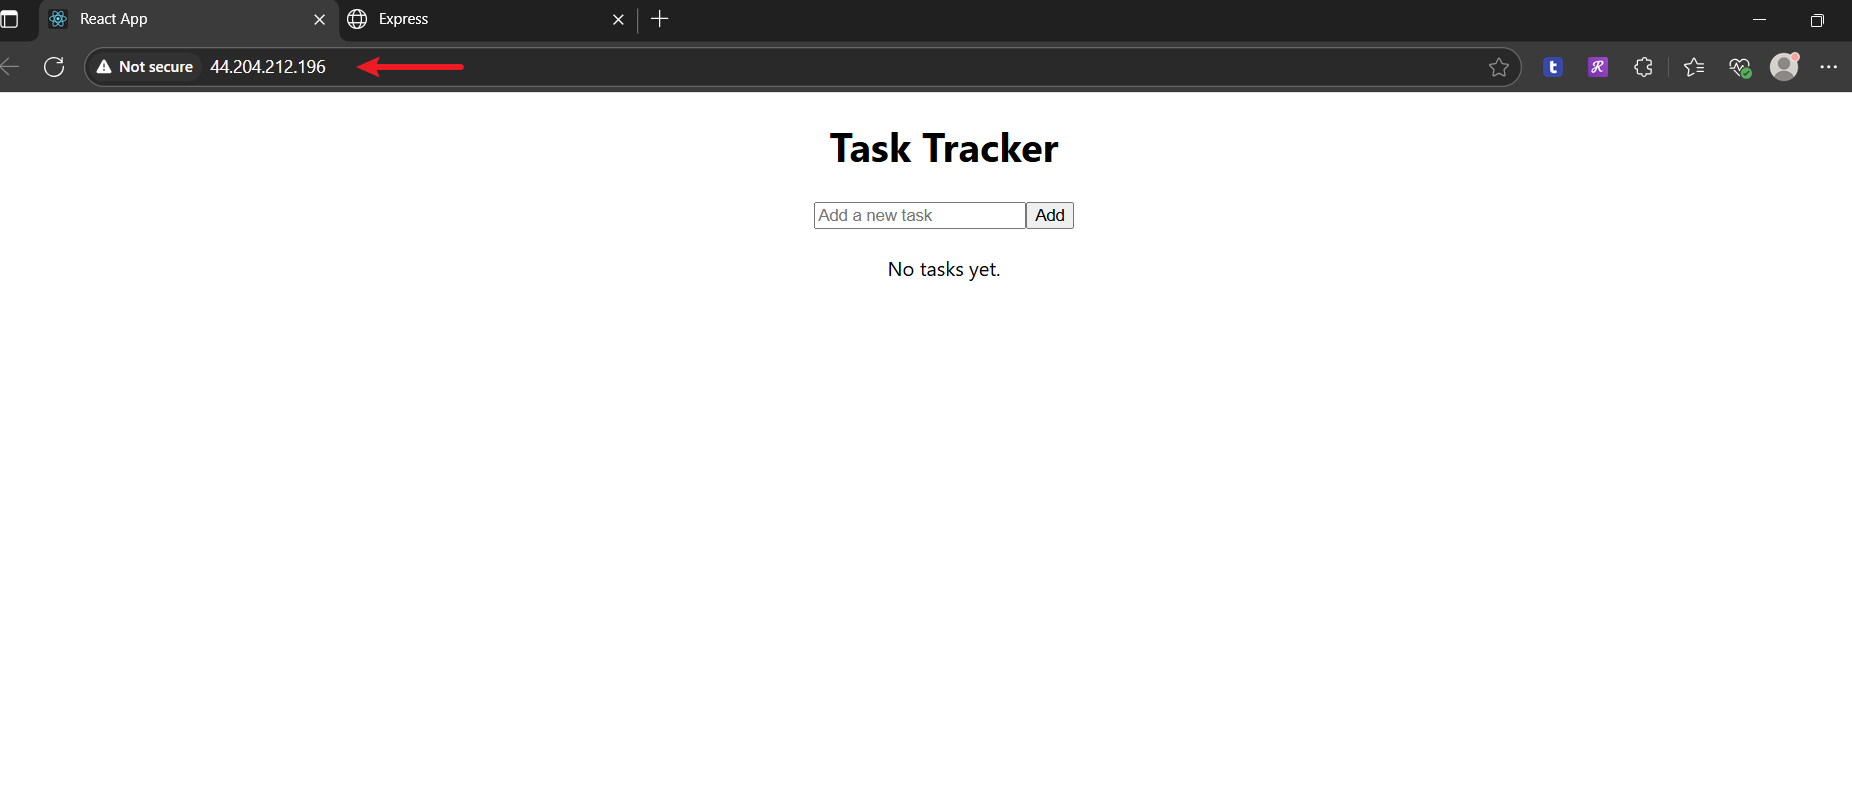 React App
Express
Not secure 44.204.212.196
t
R
Task Tracker
Add a new task Add
No tasks yet.